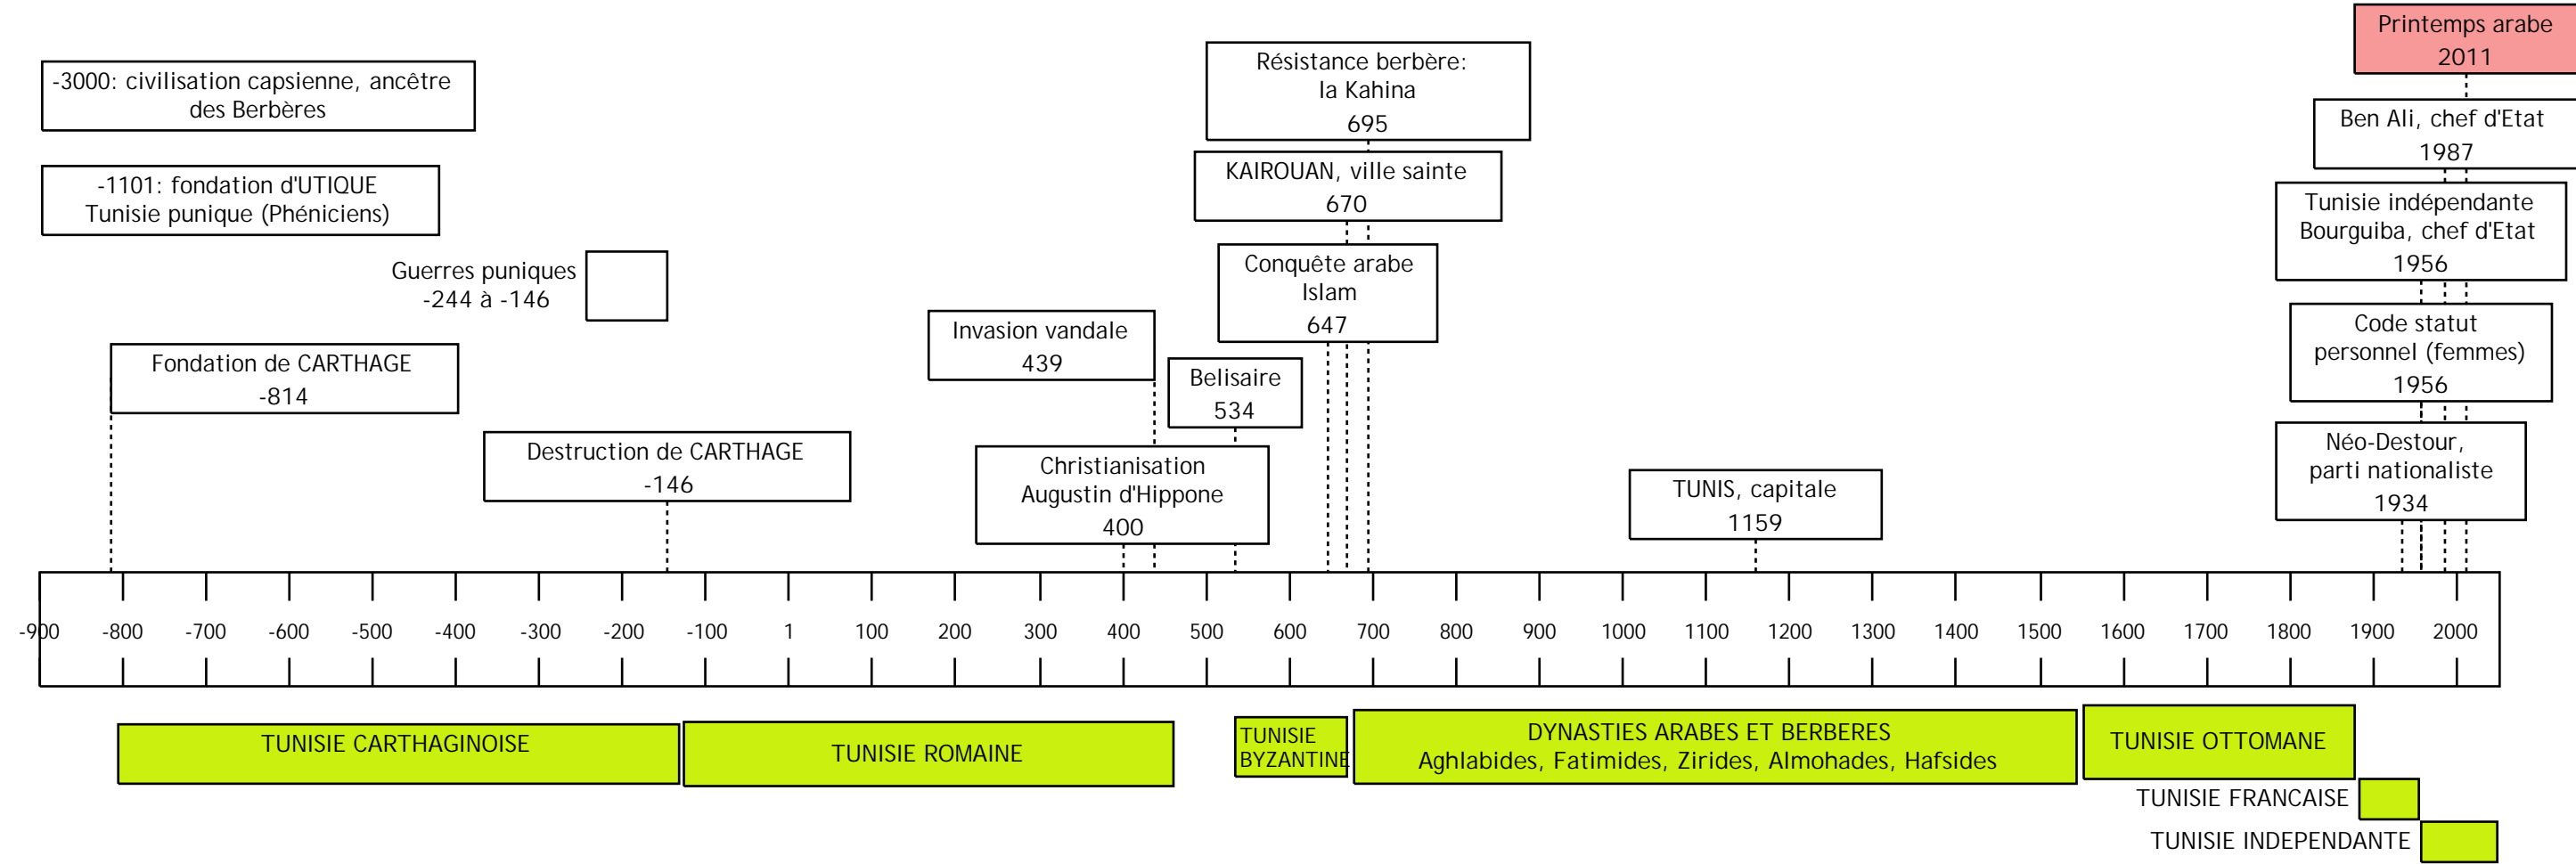 -3000: civilisation capsienne, ancêtre
des Berbères
-1101: fondation d'UTIQUE
Tunisie punique (Phéniciens)
Guerres puniques
-244 à -146
Fondation de CARTHAGE
-814
Destruction de CARTHAGE
-146
Invasion vandale
439
Belisaire
534
Christianisation
Augustin d'Hippone
400
Résistance berbère:
la Kahina
695
KAIROUAN, ville sainte
670
Conquête arabe
Islam
647
TUNIS, capitale
1159
Printemps arabe
2011
Ben Ali, chef d'Etat
1987
Tunisie indépendante
Bourguiba, chef d'Etat
1956
Code statut
personnel (femmes)
1956
Néo-Destour,
parti nationaliste
1934
-900 -800 -700 -600 -500 -400 -300 -200 -100 1 100 200 300 400 500 600 700 800 900 1000 1100 1200 1300 1400 1500 1600 1700 1800 1900 2000
TUNISIE CARTHAGINOISE
TUNISIE ROMAINE
TUNISIE
BYZANTINE
DYNASTIES ARABES ET BERBERES
Aghlabides, Fatimides, Zirides, Almohades, Hafsides
TUNISIE OTTOMANE
TUNISIE FRANCAISE
TUNISIE INDEPENDANTE